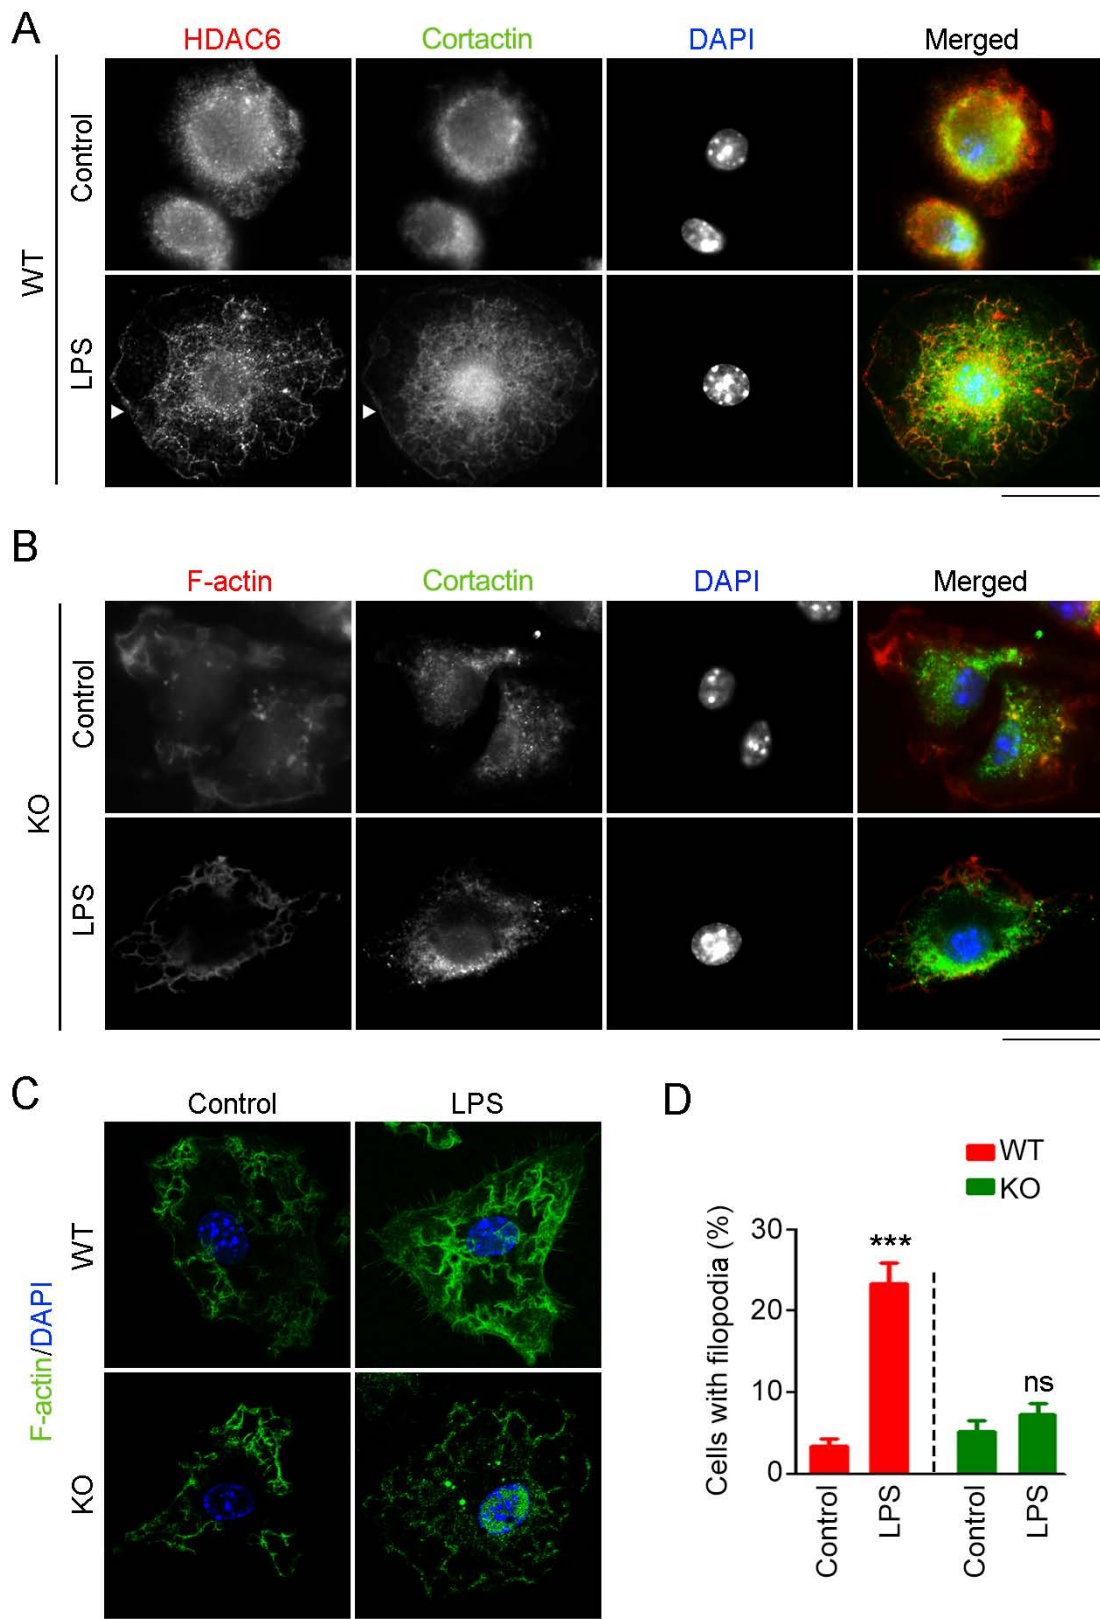 A
HDAC6 Cortactin DAPI Merged
WT
Control
LPS
B
F-actin Cortactin DAPI Merged
KO
Control
LPS
C
Control LPS
F-actin/DAPI
WT
KO
D
WT
KO
Cells with filopodia (%)
30
20
10
0
***
ns
Control LPS Control LPS